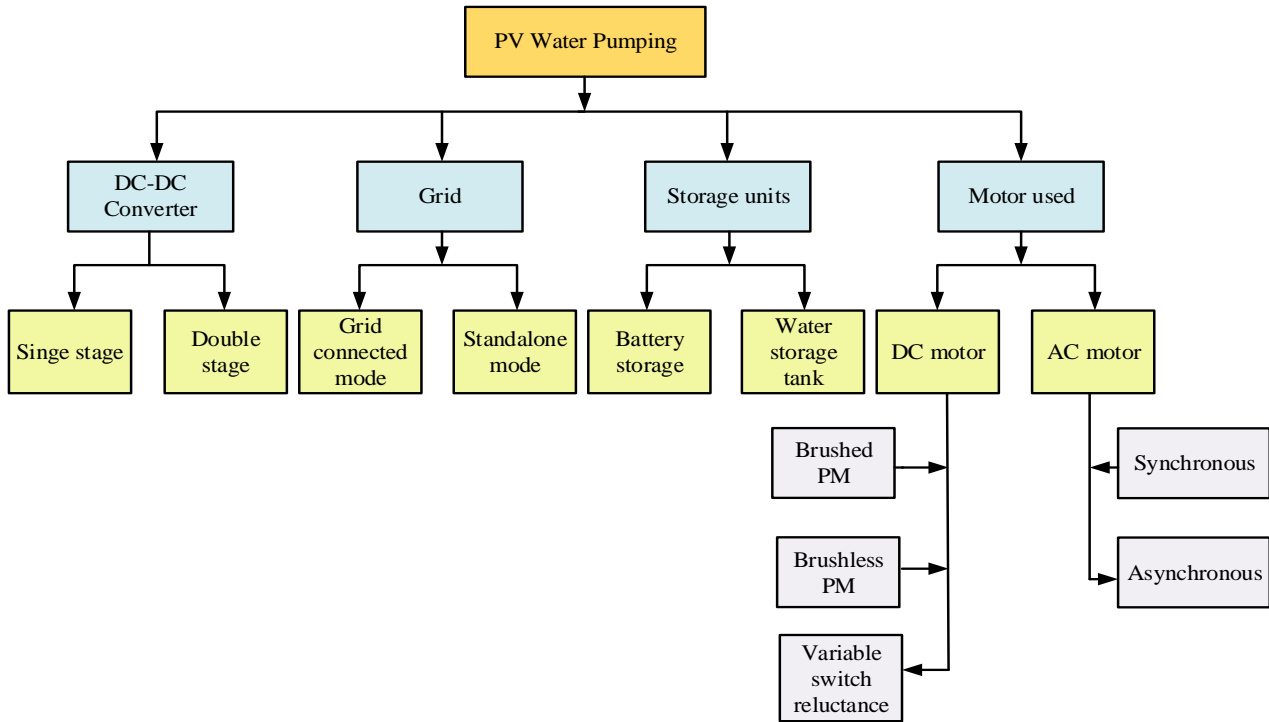 PV Water Pumping
DC-DC
Converter
Grid
Storage units
Motor used
Singe stage
Double
stage
Grid
connected
mode
Standalone
mode
Battery
storage
Water
storage
tank
DC motor
AC motor
Brushed
PM
Synchronous
Brushless
PM
Asynchronous
Variable
switch
reluctance